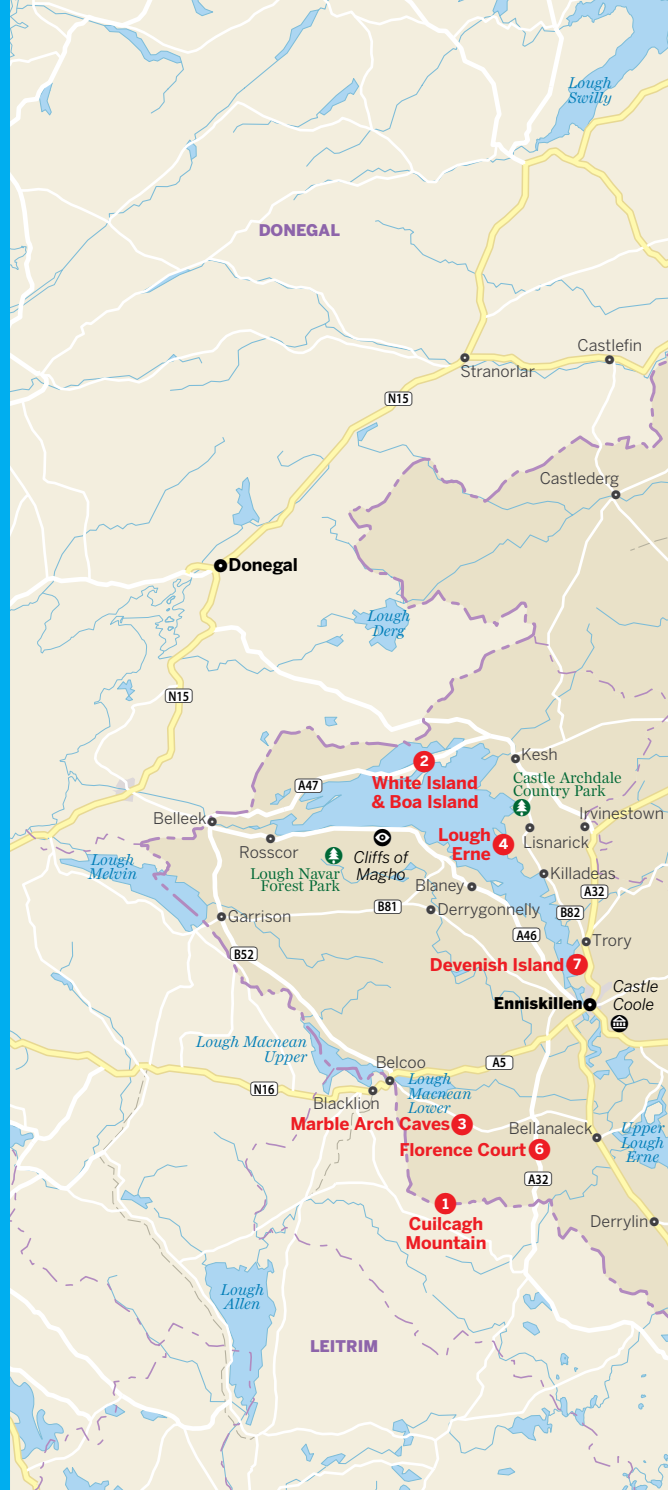 Lough
Swilly
DONEGAL
Castlefin
Stranorlar
N15
Castlederg
Donegal
Lough
Derg
N15
Kesh
2
White Island
& Boa Island
Castle Archdale
Country Park
A47
Belleek
Irvinestown
Lough
Erne
4
Lisnarick
Rosscor
Cliffs of
Magho
Lough
Melvin
Lough Navar
Forest Park
Killadeas
Blaney
A32
B81
Derrygonnelly
B82
Garrison
A46
Trory
B52
Devenish Island
7
Castle
Coole
Enniskillen
Lough Macnean
Upper
Belcoo
A5
Lough
Macnean
Lower
N16
Blacklion
Marble Arch Caves
3
Bellanaleck
Upper
Lough
Erne
Florence Court
6
A32
1
Cuilcagh
Mountain
Derrylin
Lough
Allen
LEITRIM